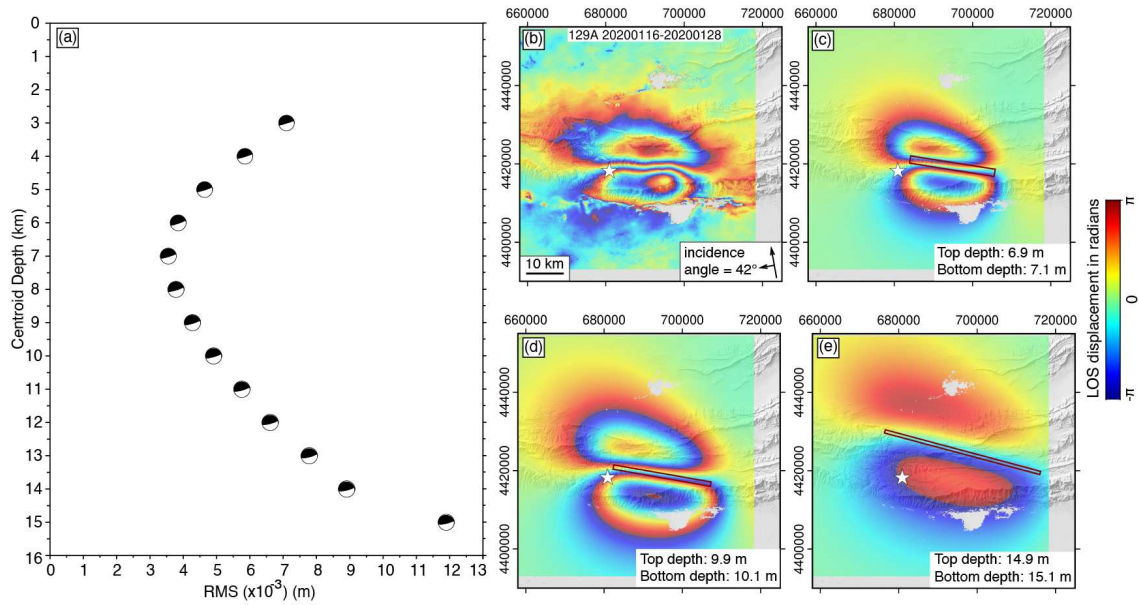 (a)
0
1
2
3
4
5
6
7
8
9
10
11
12
13
14
15
16
Centroid Depth (km)
0 1 2 3 4 5 6 7 8 9 10 11 12 13
RMS (x10⁻³) (m)
660000 680000 700000 720000
(b)
129A 20200116-20200128
4440000
4420000
4400000
10 km
incidence
angle = 42°
660000 680000 700000 720000
(c)
4440000
4420000
4400000
Top depth: 6.9 m
Bottom depth: 7.1 m
660000 680000 700000 720000
(d)
4440000
4420000
4400000
Top depth: 9.9 m
Bottom depth: 10.1 m
660000 680000 700000 720000
(e)
4440000
4420000
4400000
Top depth: 14.9 m
Bottom depth: 15.1 m
LOS displacement in radians
π
0
-π